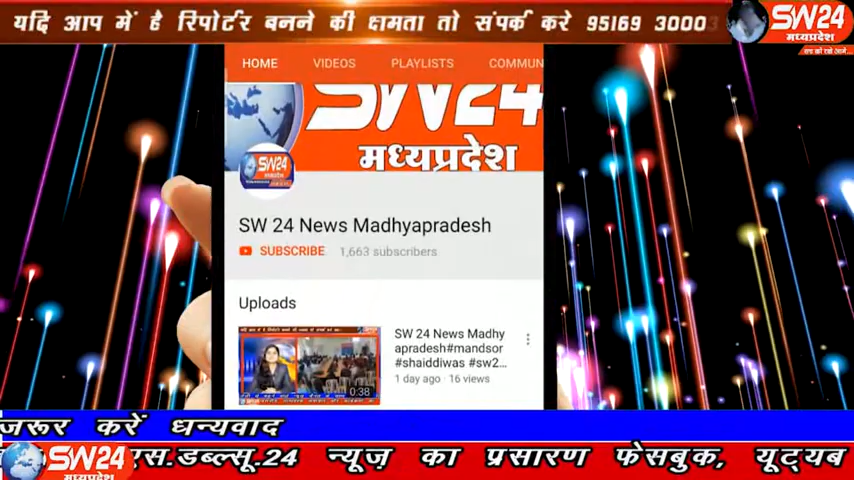 यदि आप में है रिपोर्टर बनने की क्षमता तो संपर्क करे 95169 30003
SW24
मध्यप्रदेश
HOME VIDEOS PLAYLISTS COMMUN
SW24
मध्यप्रदेश
SW24
SW 24 News Madhyapradesh
SUBSCRIBE 1,663 subscribers
Uploads
SW 24 News Madhy
apradesh#mandsor
#shaiddiwas #sw2...
1 day ago · 16 views
0:38
जरूर करें धन्यवाद
SW24
मध्यप्रदेश
एस.डब्ल्सू.24 न्यूज़ का प्रसारण फेसबुक, यूट्यब